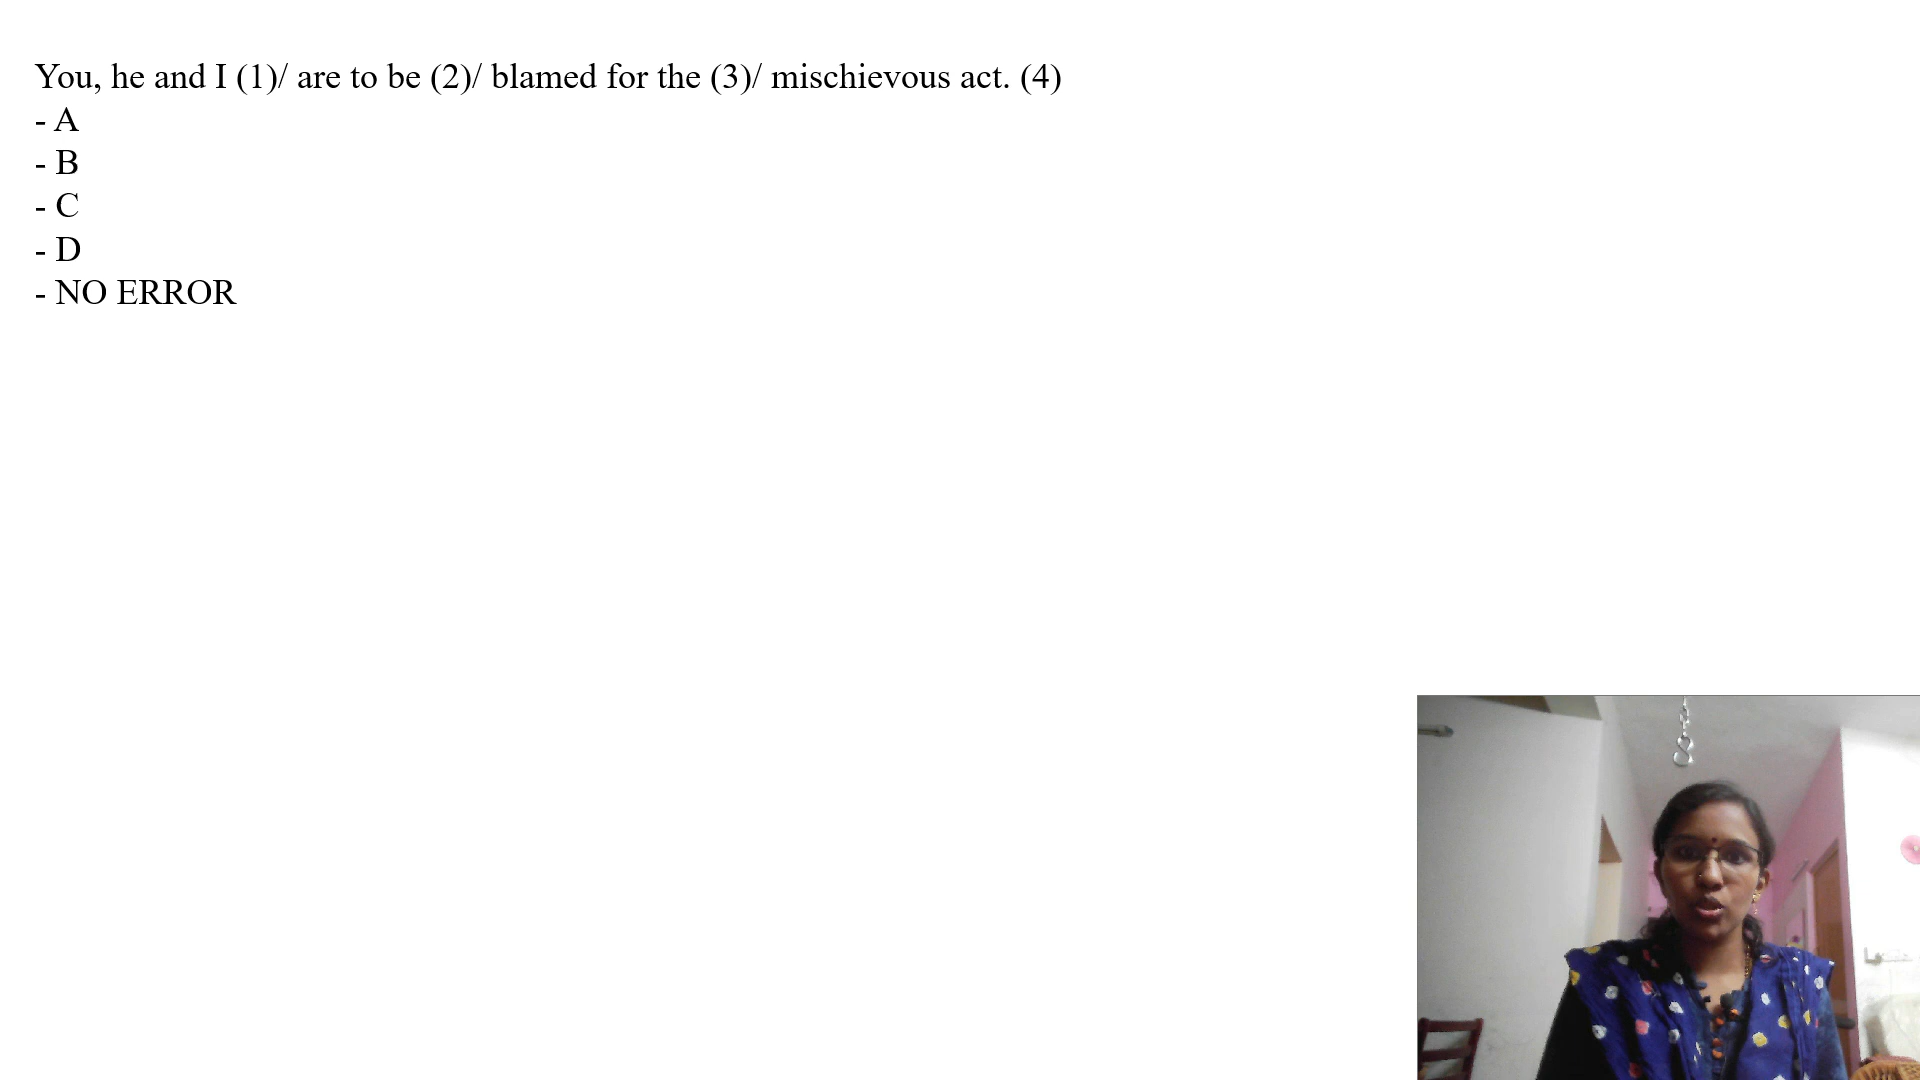 You, he and I (1)/ are to be (2)/ blamed for the (3)/ mischievous act. (4)
- A
- B
- C
- D
- NO ERROR